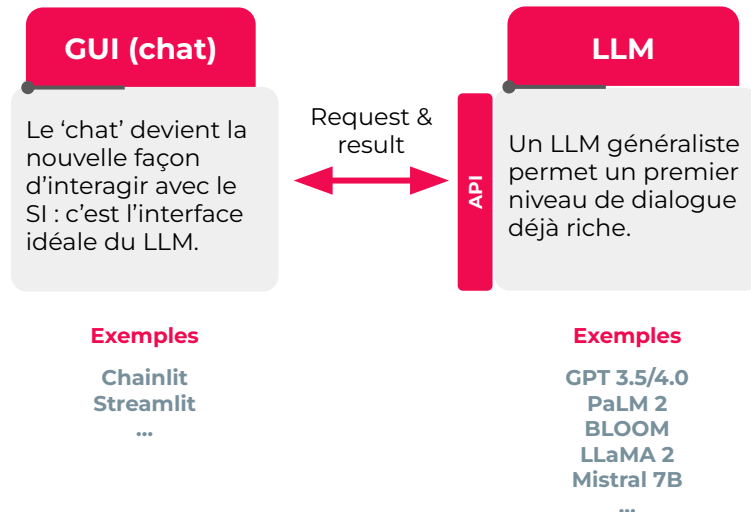 GUI (chat)
Le ‘chat’ devient la
nouvelle façon
d’interagir avec le
SI : c’est l’interface
idéale du LLM.
Request &
result
API
LLM
Un LLM généraliste
permet un premier
niveau de dialogue
déjà riche.
Exemples
Chainlit
Streamlit
...
Exemples
GPT 3.5/4.0
PaLM 2
BLOOM
LLaMA 2
Mistral 7B
...